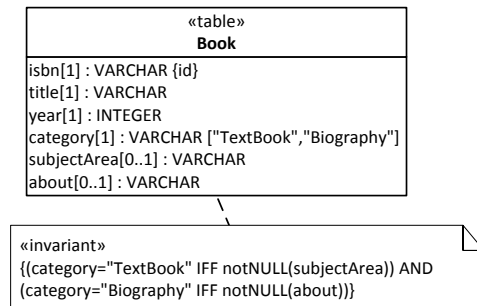 «table»
Book
isbn[1] : VARCHAR {id}
title[1] : VARCHAR
year[1] : INTEGER
category[1] : VARCHAR ["TextBook","Biography"]
subjectArea[0..1] : VARCHAR
about[0..1] : VARCHAR
«invariant»
{(category="TextBook" IFF notNULL(subjectArea)) AND
(category="Biography" IFF notNULL(about))}